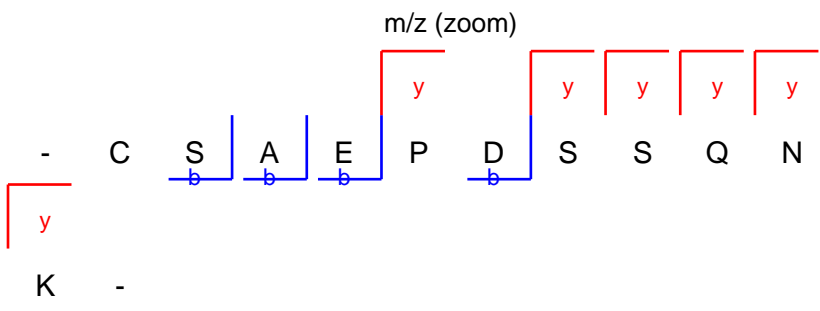 m/z (zoom)
y y y y y
- C S A E P D S S Q N
b b b b
y
K -